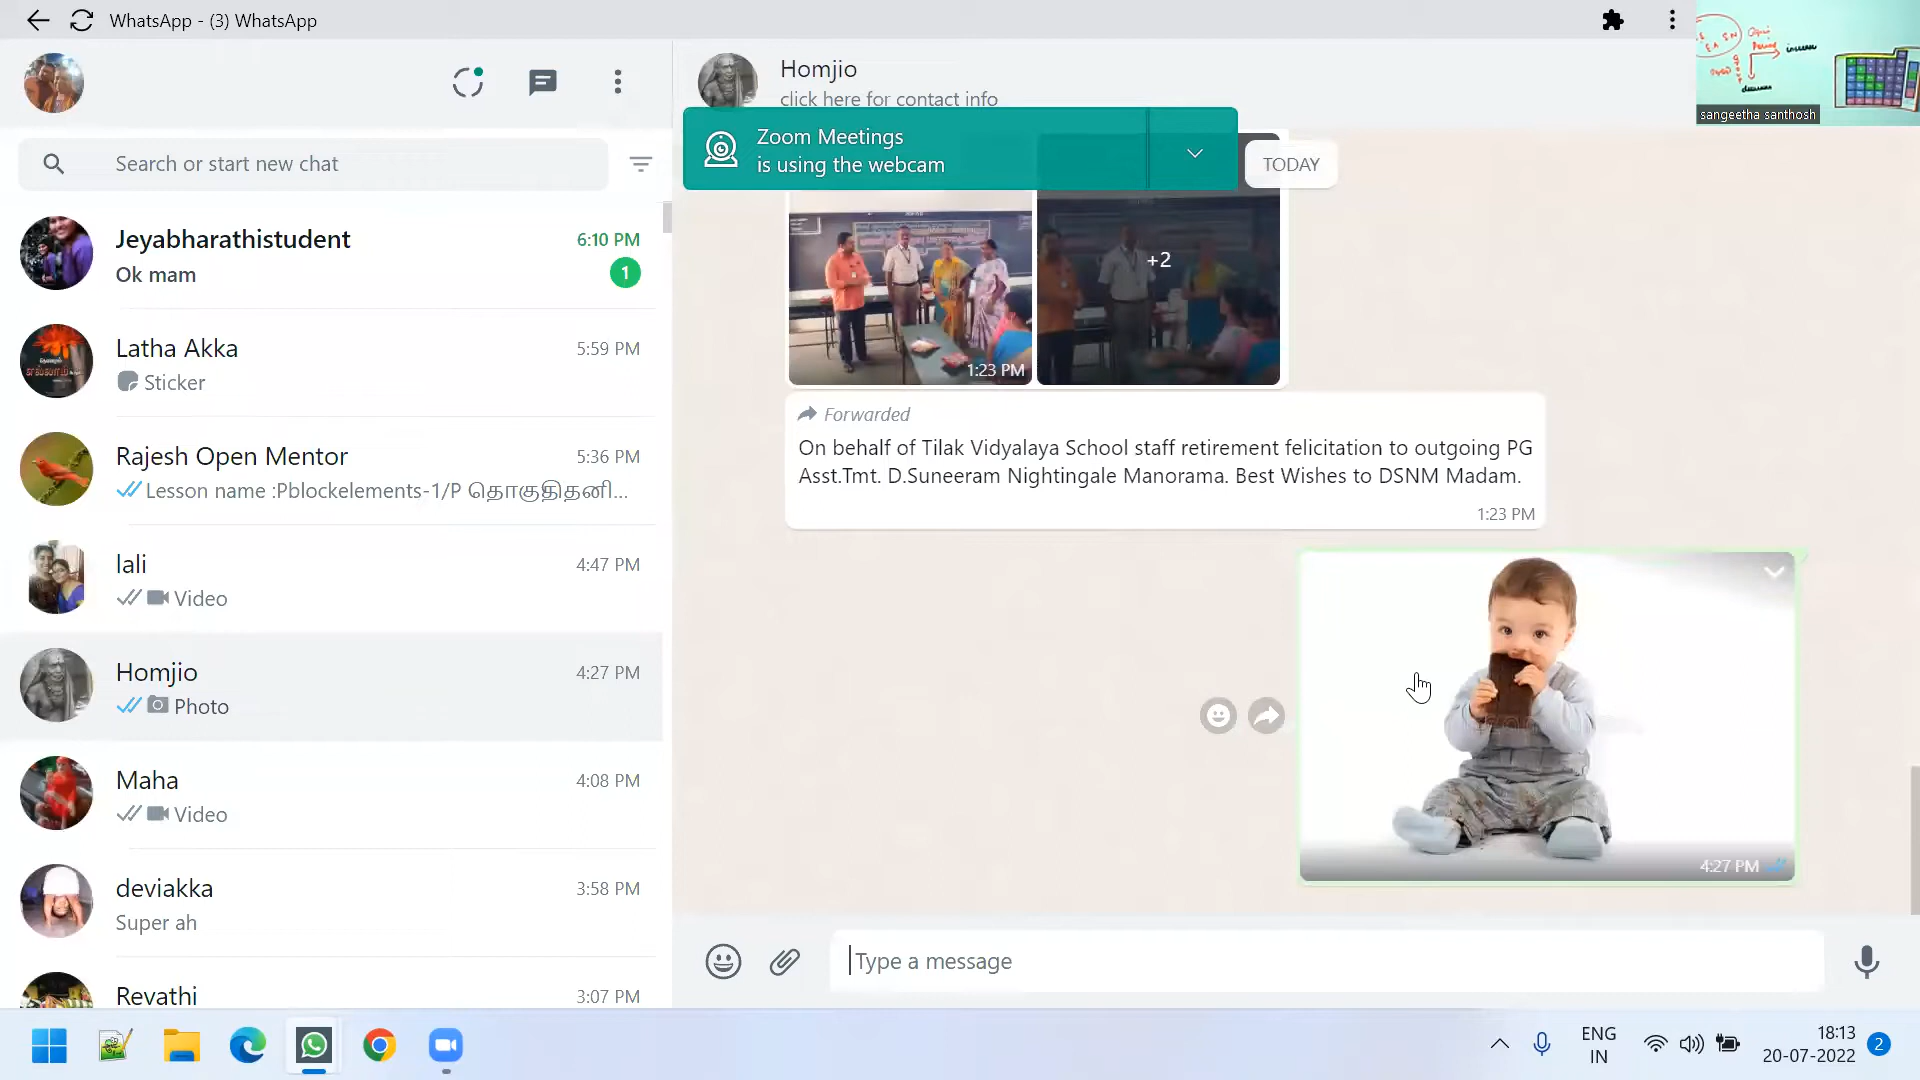 WhatsApp - (3) WhatsApp
Search or start new chat
Jeyabharathistudent
6:10 PM
Ok mam
1
Latha Akka
5:59 PM
Sticker
Rajesh Open Mentor
5:36 PM
Lesson name :Pblockelements-1/P தொகுதிதனி...
lali
4:47 PM
Video
Homjio
4:27 PM
Photo
Maha
4:08 PM
Video
deviakka
3:58 PM
Super ah
Revathi
3:07 PM
Homjio
click here for contact info
Zoom Meetings
is using the webcam
TODAY
1:23 PM
+2
Forwarded
On behalf of Tilak Vidyalaya School staff retirement felicitation to outgoing PG
Asst.Tmt. D.Suneeram Nightingale Manorama. Best Wishes to DSNM Madam.
1:23 PM
4:27 PM
Type a message
sangeetha santhosh
ENG
IN
18:13
20-07-2022
2